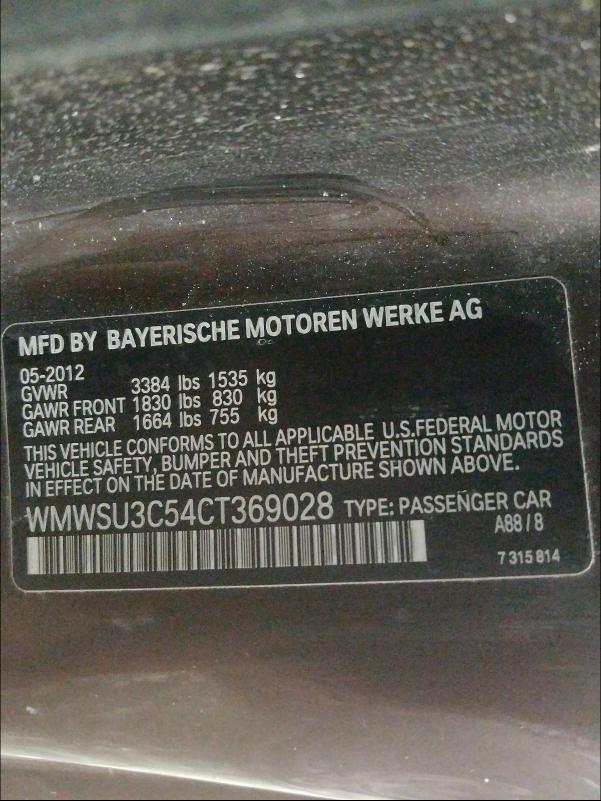 MFD BY BAYERISCHE MOTOREN WERKE AG
05-2012
GVWR 3384 lbs 1535 kg
GAWR FRONT 1830 lbs 830 kg
GAWR REAR 1664 lbs 755 kg
THIS VEHICLE CONFORMS TO ALL APPLICABLE U.S.FEDERAL MOTOR
VEHICLE SAFETY, BUMPER AND THEFT PREVENTION STANDARDS
IN EFFECT ON THE DATE OF MANUFACTURE SHOWN ABOVE.
WMWSU3C54CT369028 TYPE: PASSENGER CAR
A88 / 8
7 315 814